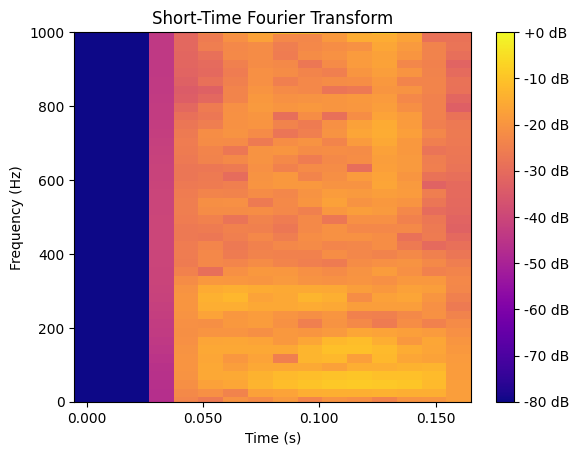 Short-Time Fourier Transform
1000
800
600
400
200
0
Frequency (Hz)
0.000
0.050
0.100
0.150
Time (s)
+0 dB
-10 dB
-20 dB
-30 dB
-40 dB
-50 dB
-60 dB
-70 dB
-80 dB